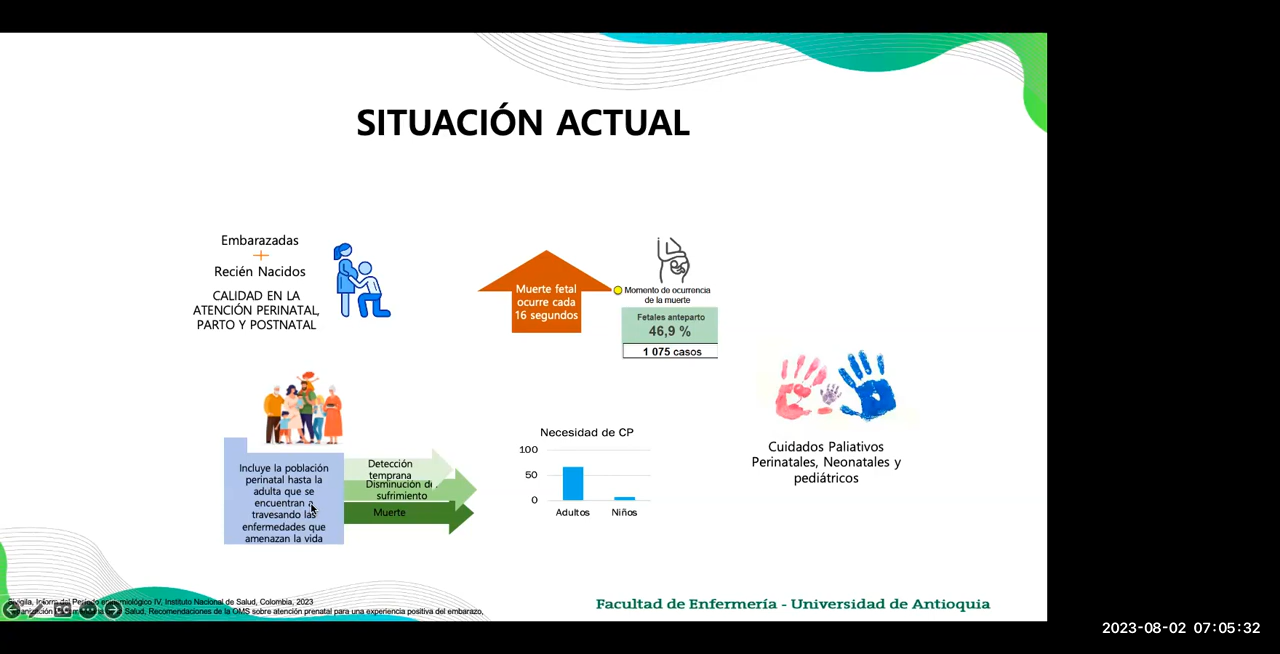 SITUACIÓN ACTUAL
Embarazadas
+
Recién Nacidos
CALIDAD EN LA
ATENCIÓN PERINATAL,
PARTO Y POSTNATAL
Muerte fetal
ocurre cada
16 segundos
Momento de ocurrencia
de la muerte
Fetales anteparto
46,9 %
1 075 casos
Incluye la población
perinatal hasta la
adulta que se
encuentran a
travesando las
enfermedades que
amenazan la vida
Detección
temprana
Disminución de
sufrimiento
Muerte
Necesidad de CP
100
50
0
Adultos
Niños
Cuidados Paliativos
Perinatales, Neonatales y
pediátricos
Instituto Nacional de Salud, Colombia, 2023
Salud, Recomendaciones de la OMS sobre atención prenatal para una experiencia positiva del embarazo,
CC
Facultad de Enfermería - Universidad de Antioquia
2023-08-02 07:05:32